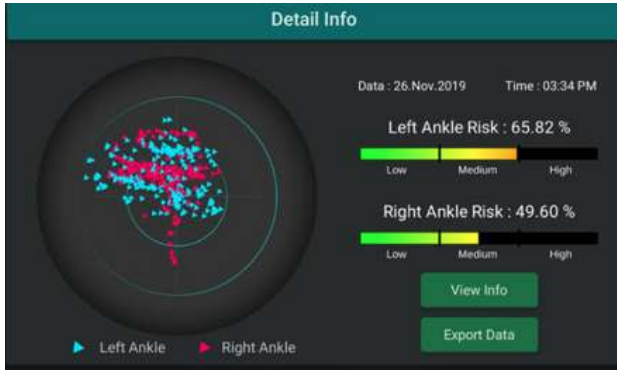 Detail Info
Data : 26.Nov.2019 Time : 03:34 PM
Left Ankle Risk : 65.82 %
Low Medium High
Right Ankle Risk : 49.60 %
Low Medium High
View Info
Export Data
Left Ankle Right Ankle